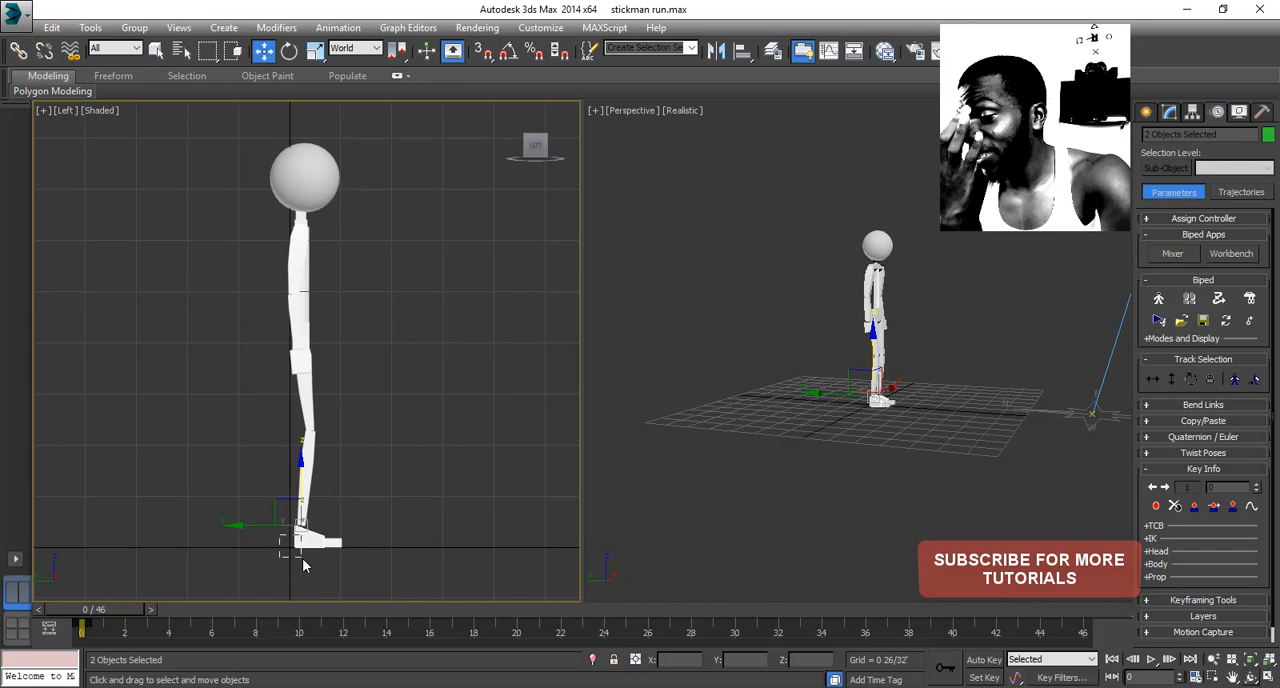 Autodesk 3ds Max 2014 x64 stickman run.max
Edit Tools Group Views Create Modifiers Animation Graph Editors Rendering Customize MAXScript Help
All World Create Selection Se
Modeling Freeform Selection Object Paint Populate
Polygon Modeling
[+] [Left] [Shaded]
[+] [Perspective] [Realistic]
2 Objects Selected
Selection Level:
Sub-Object
Parameters Trajectories
+ Assign Controller
- Biped Apps
Mixer Workbench
- Biped
+Modes and Display
- Track Selection
+ Bend Links
+ Copy/Paste
+ Quaternion / Euler
+ Twist Poses
- Key Info
1 0
+TCB
+IK
+Head
+Body
+Prop
+ Keyframing Tools
+ Layers
+ Motion Capture
SUBSCRIBE FOR MORE
TUTORIALS
< 0 / 46 >
2 4 6 8 10 12 14 16 18 20 22 24 26 28 30 32 34 36 38 40 42 44 46
2 Objects Selected X: Y: Z: Grid = 0 26/32' Auto Key Selected
Welcome to M Click and drag to select and move objects Add Time Tag Set Key Key Filters... 0